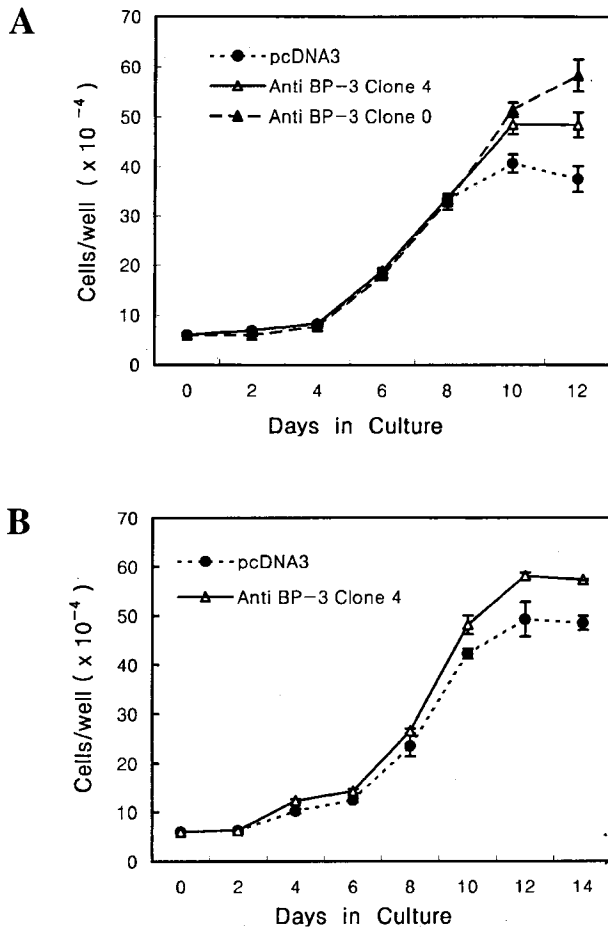 A
70
60
50
40
30
20
10
0
Cells/well ( x 10 −4 )
pcDNA3
Anti BP-3 Clone 4
Anti BP-3 Clone 0
0 2 4 6 8 10 12
Days in Culture
B
70
60
50
40
30
20
10
0
Cells/well ( x 10 −4 )
pcDNA3
Anti BP-3 Clone 4
0 2 4 6 8 10 12 14
Days in Culture